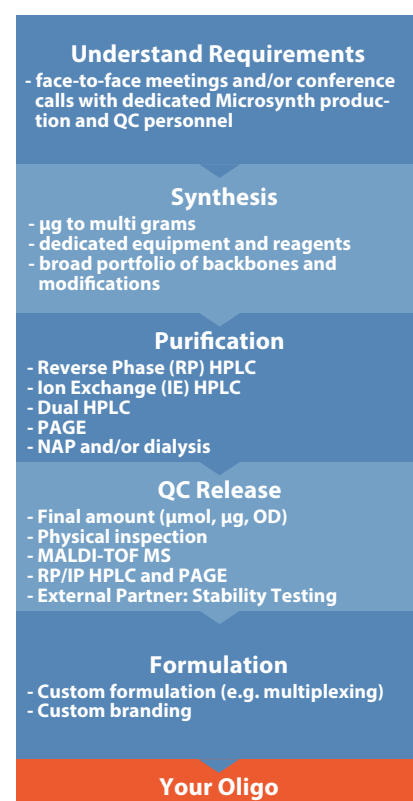 Understand Requirements
- face-to-face meetings and/or conference
calls with dedicated Microsynth produc-
tion and QC personnel
Synthesis
- µg to multi grams
- dedicated equipment and reagents
- broad portfolio of backbones and
modifications
Purification
- Reverse Phase (RP) HPLC
- Ion Exchange (IE) HPLC
- Dual HPLC
- PAGE
- NAP and/or dialysis
QC Release
- Final amount (µmol, µg, OD)
- Physical inspection
- MALDI-TOF MS
- RP/IP HPLC and PAGE
- External Partner: Stability Testing
Formulation
- Custom formulation (e.g. multiplexing)
- Custom branding
Your Oligo